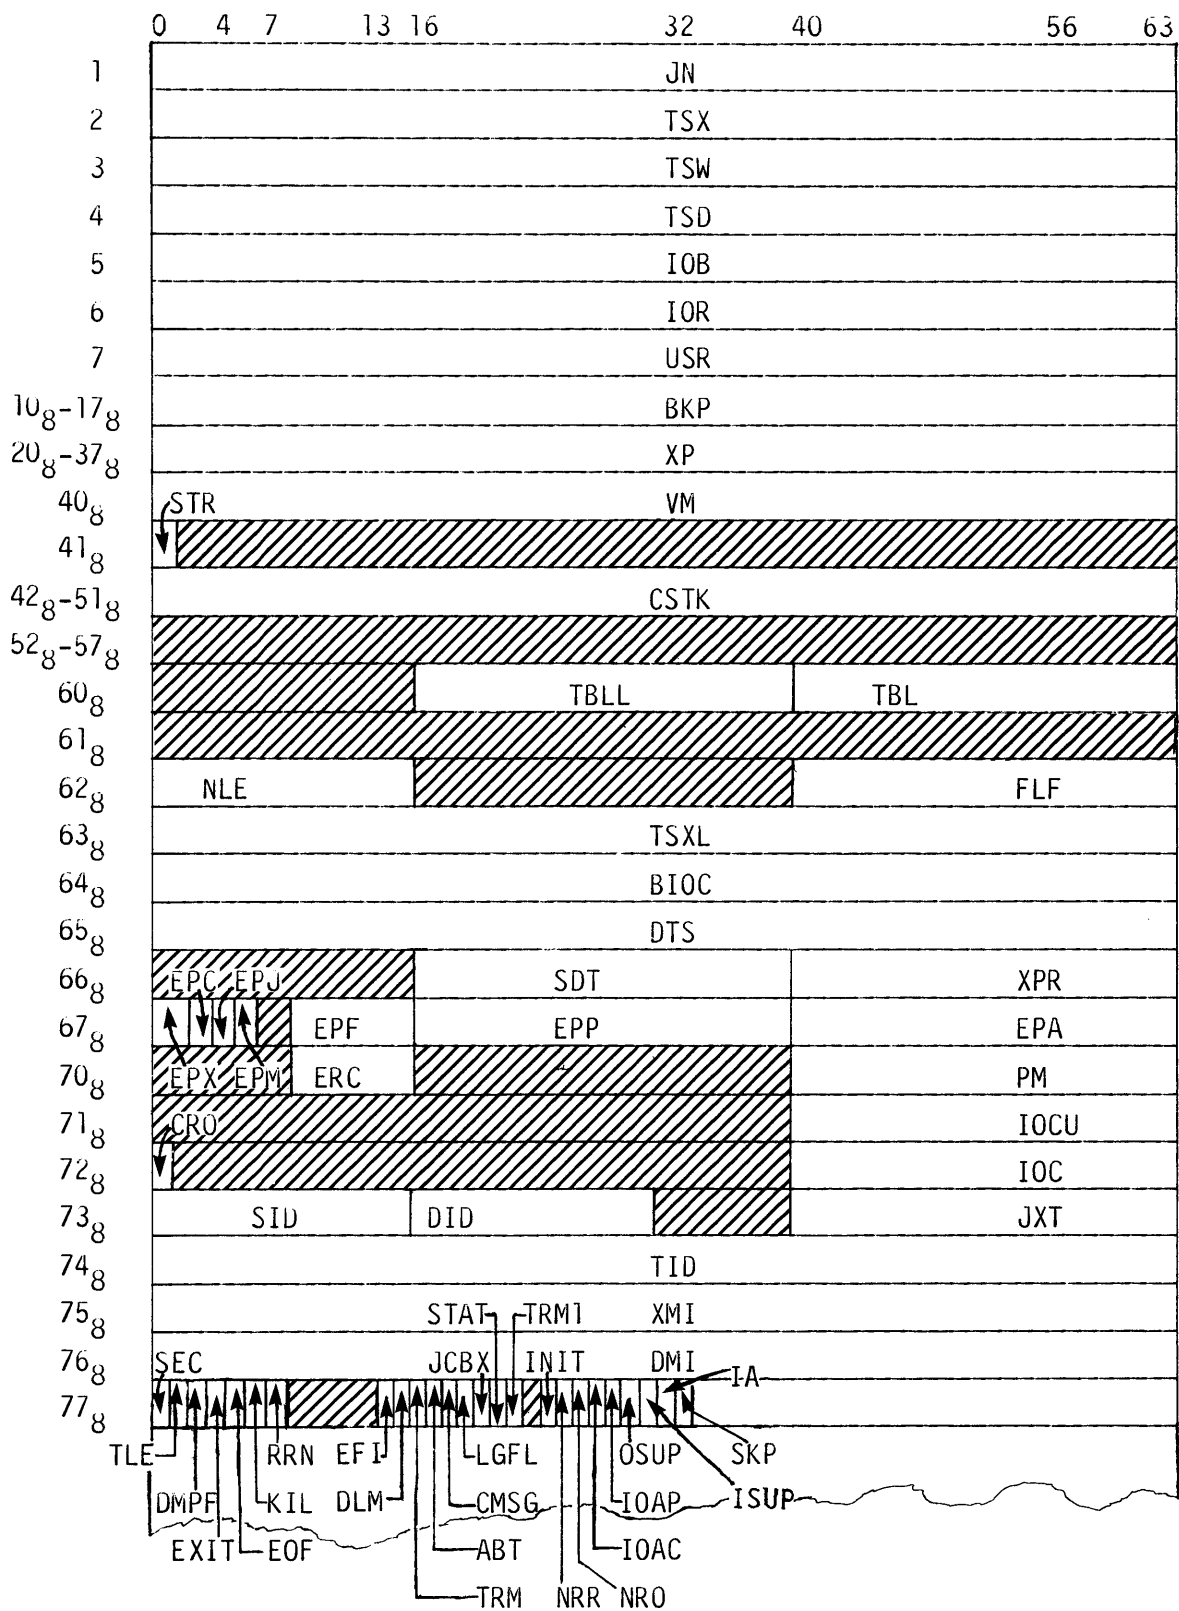 0 4 7 13 16 32 40 56 63
1 JN
2 TSX
3 TSW
4 TSD
5 IOB
6 IOR
7 USR
10₈-17₈ BKP
20₈-37₈ XP
40₈ STR VM
41₈
42₈-51₈ CSTK
52₈-57₈
60₈ TBLL TBL
61₈
62₈ NLE FLF
63₈ TSXL
64₈ BIOC
65₈ DTS
66₈ EPC EPJ SDT XPR
67₈ EPF EPP EPA
70₈ EPX EPM ERC PM
71₈ CRO IOCU
72₈ IOC
73₈ SID DID JXT
74₈ TID
75₈ STAT TRM1 XMI
76₈ SEC JCBX INIT DMI IA
77₈
TLE RRN EFI LGFL OSUP SKP
DMPF KIL DLM CMSG IOAP ISUP
EXIT EOF ABT IOAC
TRM NRR NRO